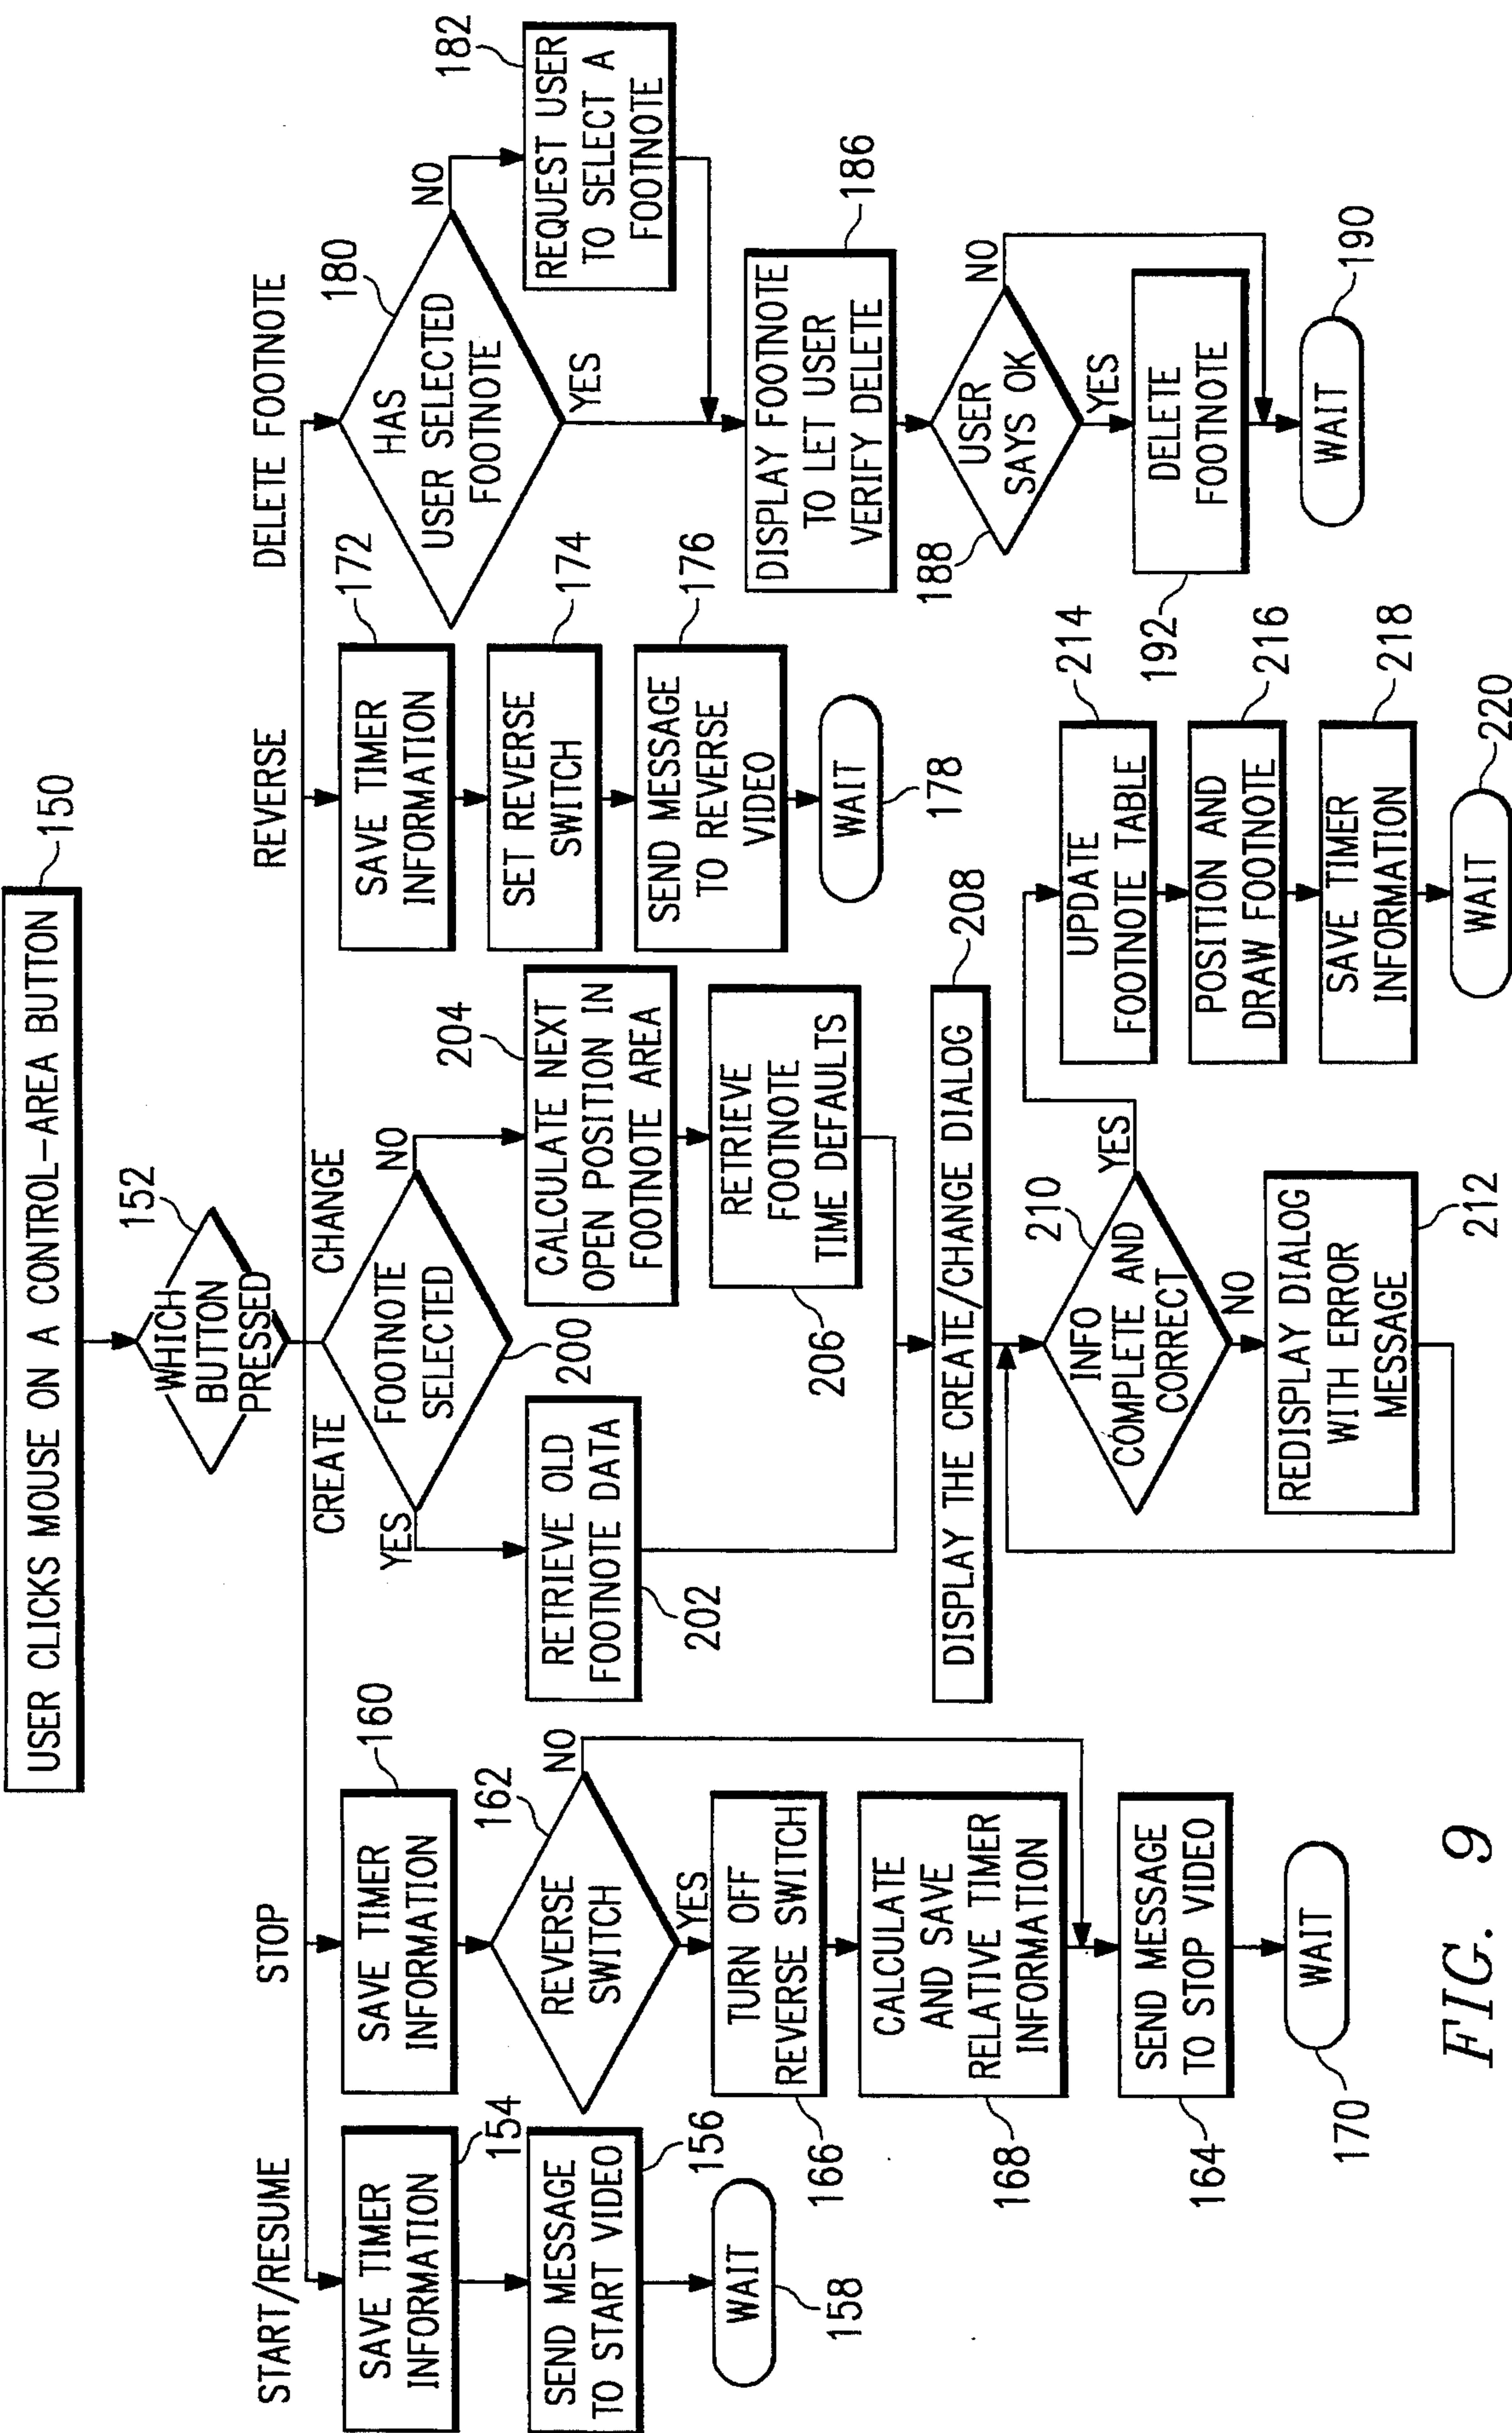 USER CLICKS MOUSE ON A CONTROL-AREA BUTTON
150
WHICH
BUTTON
PRESSED
152
START/RESUME
SAVE TIMER
INFORMATION
154
SEND MESSAGE
TO START VIDEO
156
WAIT
158
STOP
SAVE TIMER
INFORMATION
160
REVERSE
SWITCH
162
NO
YES
TURN OFF
REVERSE SWITCH
166
CALCULATE
AND SAVE
RELATIVE TIMER
INFORMATION
168
SEND MESSAGE
TO STOP VIDEO
164
WAIT
170
CREATE
CHANGE
FOOTNOTE
SELECTED
200
YES
NO
RETRIEVE OLD
FOOTNOTE DATA
202
CALCULATE NEXT
OPEN POSITION IN
FOOTNOTE AREA
204
RETRIEVE
FOOTNOTE
TIME DEFAULTS
206
DISPLAY THE CREATE/CHANGE DIALOG
208
INFO
COMPLETE AND
CORRECT
210
YES
NO
REDISPLAY DIALOG
WITH ERROR
MESSAGE
212
UPDATE
FOOTNOTE TABLE
214
POSITION AND
DRAW FOOTNOTE
216
SAVE TIMER
INFORMATION
218
WAIT
220
REVERSE
SAVE TIMER
INFORMATION
172
SET REVERSE
SWITCH
174
SEND MESSAGE
TO REVERSE
VIDEO
176
WAIT
178
DELETE FOOTNOTE
HAS
USER SELECTED
FOOTNOTE
180
NO
YES
REQUEST USER
TO SELECT A
FOOTNOTE
182
DISPLAY FOOTNOTE
TO LET USER
VERIFY DELETE
186
USER
SAYS OK
188
NO
YES
DELETE
FOOTNOTE
192
WAIT
190
FIG. 9